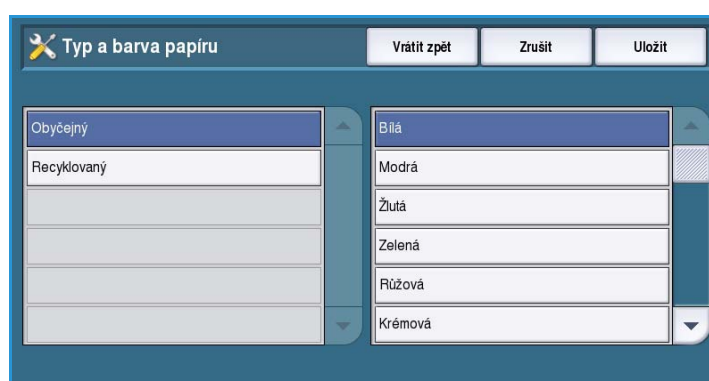 Typ a barva papíru
Vrátit zpět
Zrušit
Uložit
Obyčejný
Recyklovaný
Bílá
Modrá
Žlutá
Zelená
Růžová
Krémová